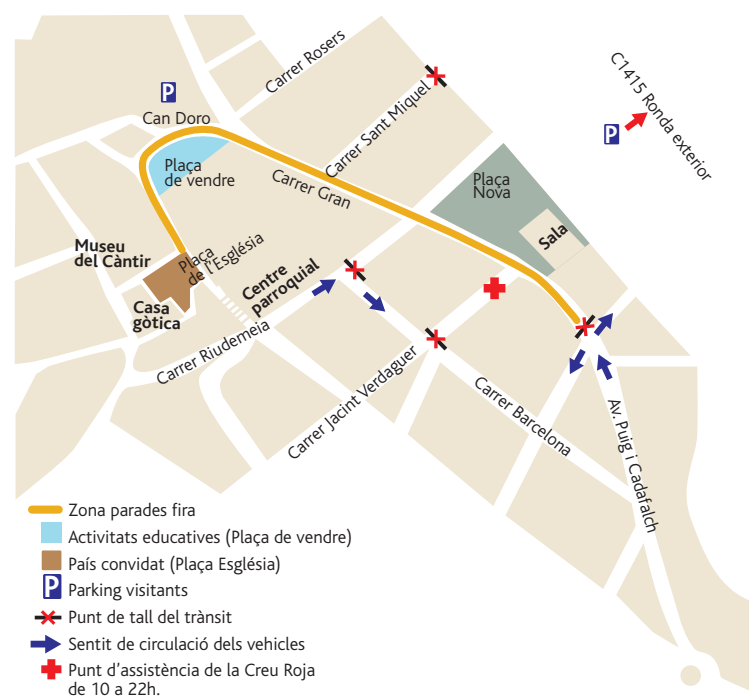 Carrer Rosers
C1415 Ronda exterior
P
P
Can Doro
Carrer Sant Miquel
Plaça
de vendre
Carrer Gran
Plaça
Nova
Sala
Museu
del Càntir
Plaça
de l'Església
Centre
parroquial
Casa
gòtica
Carrer Riudemeia
Carrer Jacint Verdaguer
Carrer Barcelona
Av. Puig i Cadafalch
Zona parades fira
Activitats educatives (Plaça de vendre)
País convidat (Plaça Església)
P Parking visitants
Punt de tall del trànsit
Sentit de circulació dels vehicles
Punt d'assistència de la Creu Roja
de 10 a 22h.